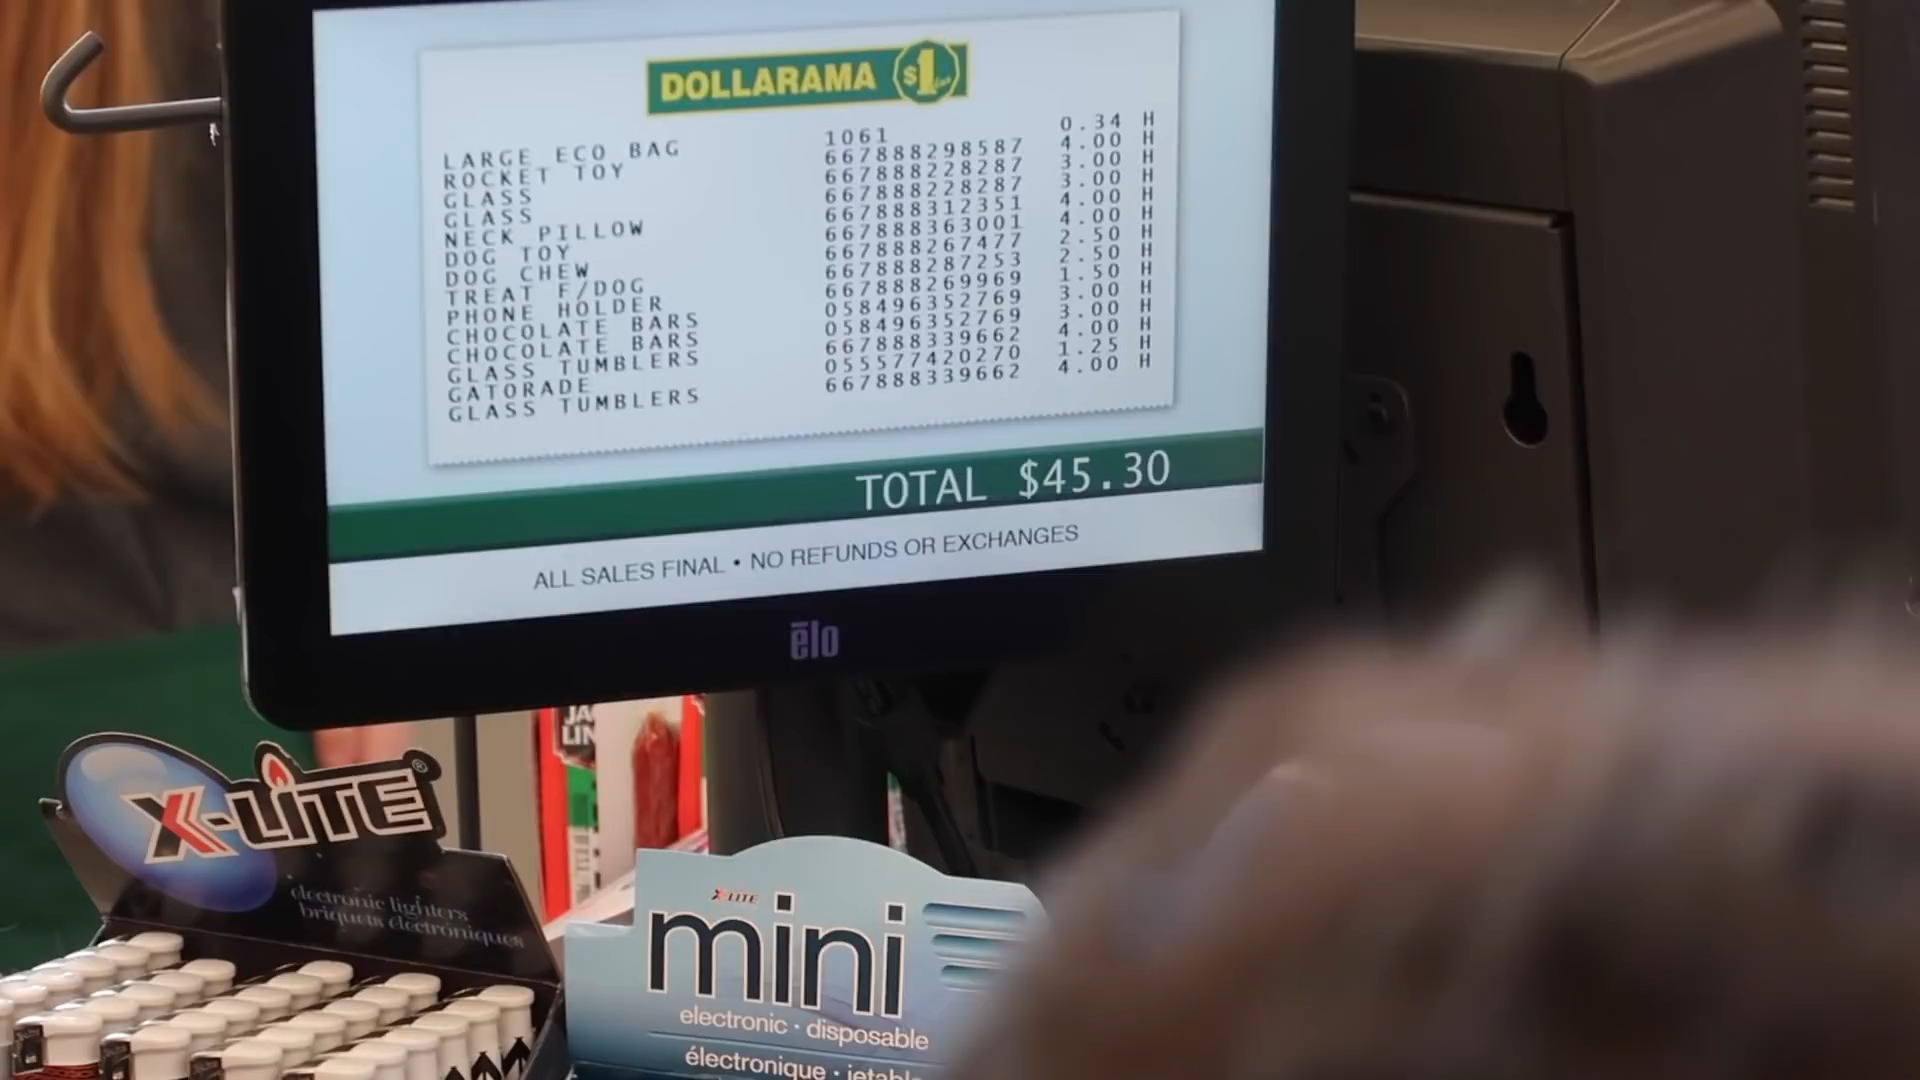 DOLLARAMA $1 plus
LARGE ECO BAG 1061 0.34 H
ROCKET TOY 667888298587 4.00 H
GLASS 667888228287 3.00 H
GLASS 667888228287 3.00 H
NECK PILLOW 667888312351 4.00 H
DOG TOY 667888363001 4.00 H
DOG CHEW 667888267477 2.50 H
TREAT F/DOG 667888287253 2.50 H
PHONE HOLDER 667888269969 1.50 H
CHOCOLATE BARS 058496352769 3.00 H
CHOCOLATE BARS 058496352769 3.00 H
GLASS TUMBLERS 667888339662 4.00 H
GATORADE 055577420270 1.25 H
GLASS TUMBLERS 667888339662 4.00 H
TOTAL $45.30
ALL SALES FINAL • NO REFUNDS OR EXCHANGES
elo
X-LITE®
electronic lighters
briquets électroniques
X-LITE
mini
electronic · disposable
électronique ·